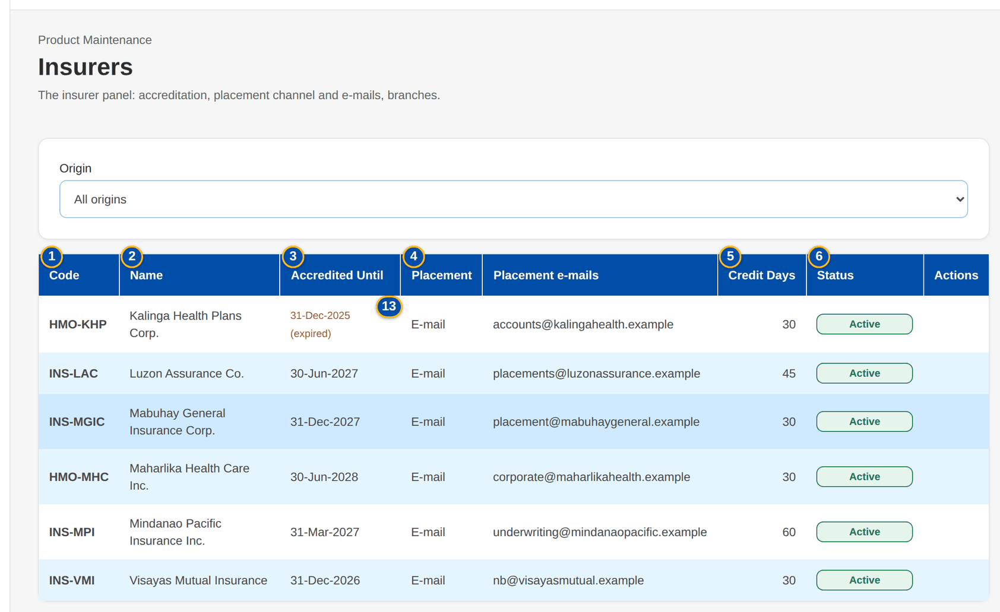 Product Maintenance
Insurers
The insurer panel: accreditation, placement channel and e-mails, branches.
Origin
All origins
1 2 3 4 5 6
Code Name Accredited Until Placement Placement e-mails Credit Days Status Actions
13
HMO-KHP Kalinga Health Plans Corp. 31-Dec-2025 (expired) E-mail accounts@kalingahealth.example 30 Active
INS-LAC Luzon Assurance Co. 30-Jun-2027 E-mail placements@luzonassurance.example 45 Active
INS-MGIC Mabuhay General Insurance Corp. 31-Dec-2027 E-mail placement@mabuhaygeneral.example 30 Active
HMO-MHC Maharlika Health Care Inc. 30-Jun-2028 E-mail corporate@maharlikahealth.example 30 Active
INS-MPI Mindanao Pacific Insurance Inc. 31-Mar-2027 E-mail underwriting@mindanaopacific.example 60 Active
INS-VMI Visayas Mutual Insurance 31-Dec-2026 E-mail nb@visayasmutual.example 30 Active